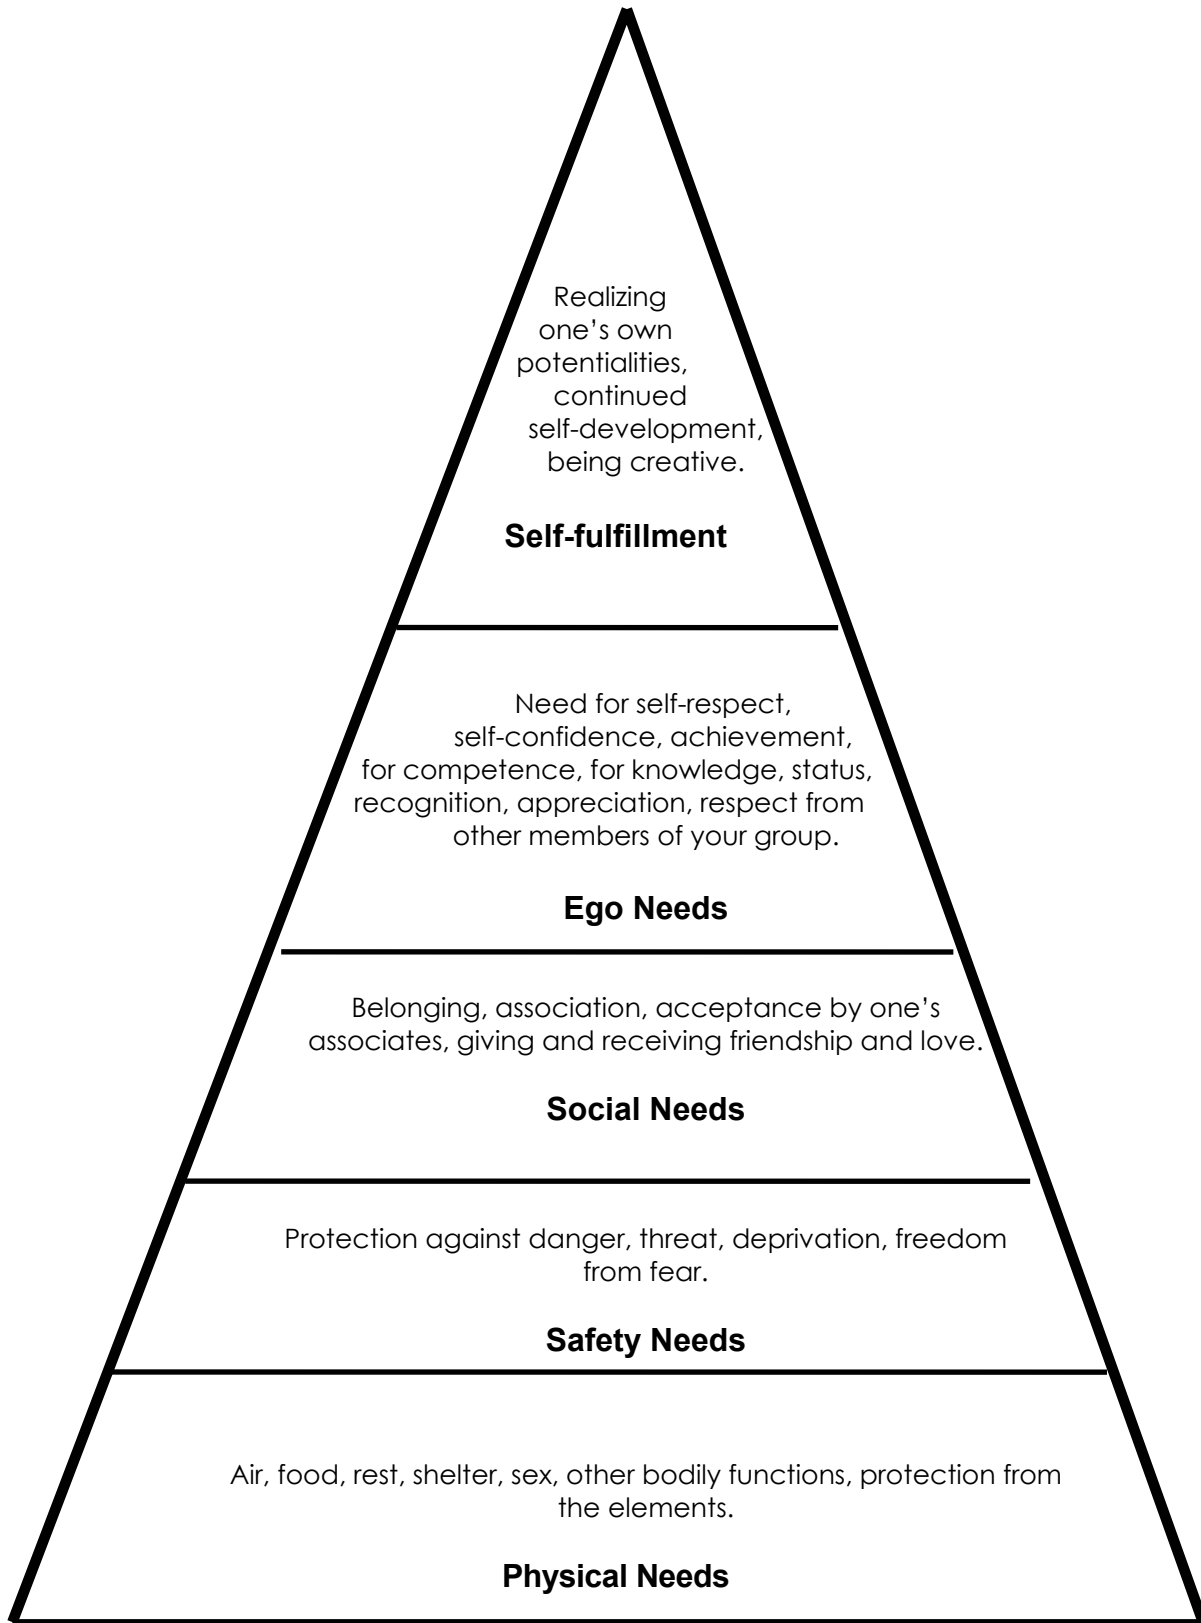 Realizing
one’s own
potentialities,
continued
self-development,
being creative.
Self-fulfillment
Need for self-respect,
self-confidence, achievement,
for competence, for knowledge, status,
recognition, appreciation, respect from
other members of your group.
Ego Needs
Belonging, association, acceptance by one’s
associates, giving and receiving friendship and love.
Social Needs
Protection against danger, threat, deprivation, freedom
from fear.
Safety Needs
Air, food, rest, shelter, sex, other bodily functions, protection from
the elements.
Physical Needs